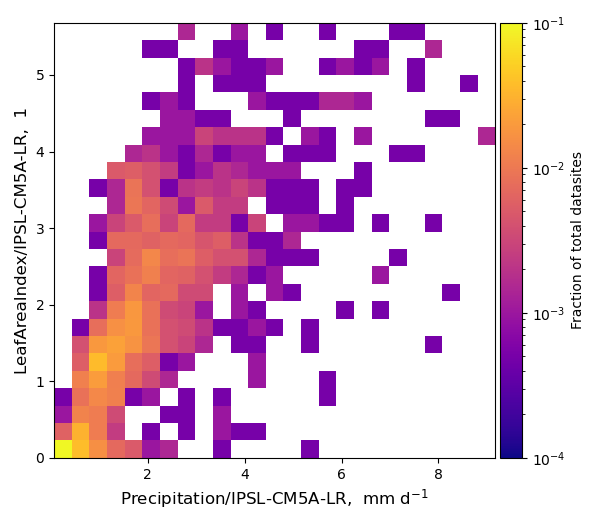 LeafAreaIndex/IPSL-CM5A-LR,  1
5
4
3
2
1
0
2 4 6 8
Precipitation/IPSL-CM5A-LR,  mm d⁻¹
10⁻¹
10⁻²
10⁻³
10⁻⁴
Fraction of total datasites